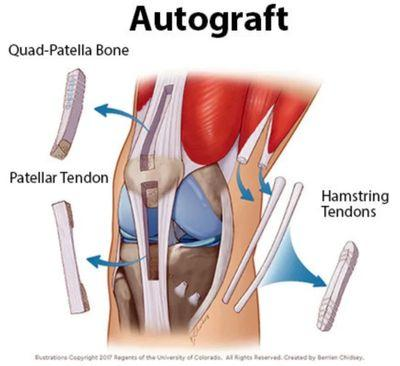 Autograft
Quad-Patella Bone
Patellar Tendon
Hamstring
Tendons
Illustrations Copyright 2017 Regents of the University of Colorado. All Rights Reserved. Created by Berrien Chidsey.